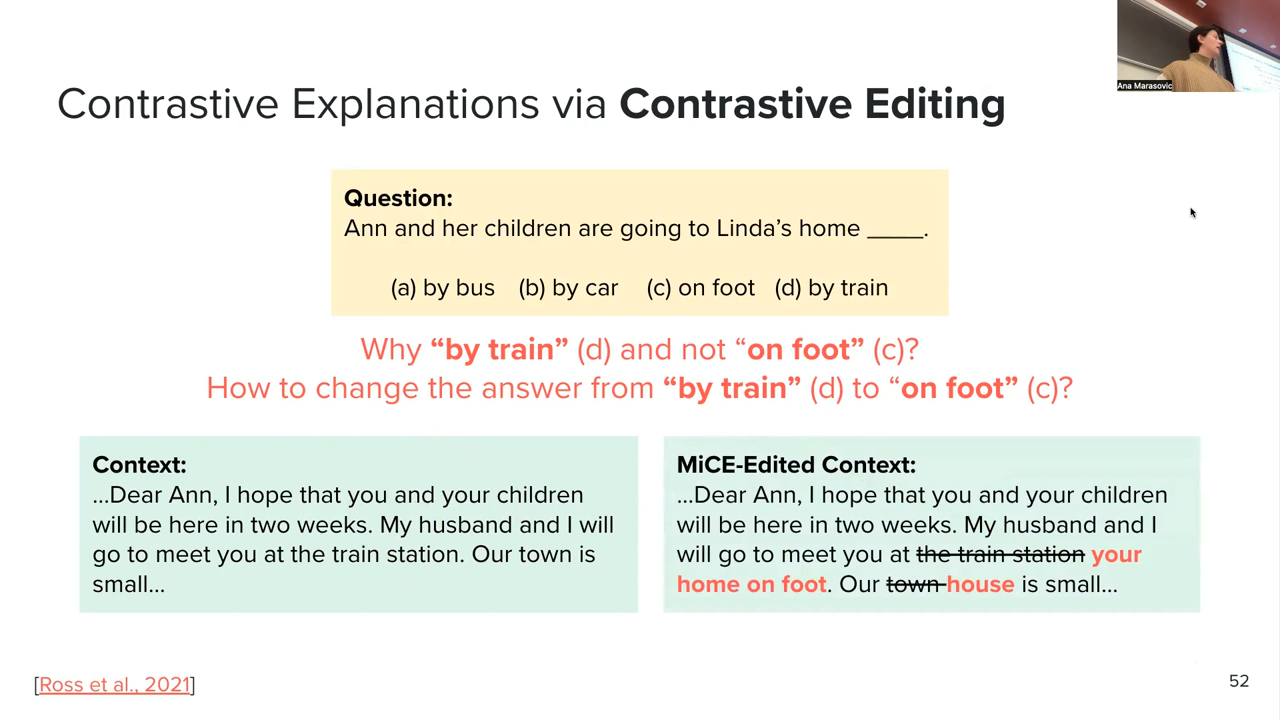 Ana Marasovic
Contrastive Explanations via Contrastive Editing
Question:
Ann and her children are going to Linda’s home ____.
(a) by bus (b) by car (c) on foot (d) by train
Why “by train” (d) and not “on foot” (c)?
How to change the answer from “by train” (d) to “on foot” (c)?
Context:
...Dear Ann, I hope that you and your children
will be here in two weeks. My husband and I will
go to meet you at the train station. Our town is
small...
MiCE-Edited Context:
...Dear Ann, I hope that you and your children
will be here in two weeks. My husband and I
will go to meet you at the train station your
home on foot. Our town house is small...
[Ross et al., 2021]
52